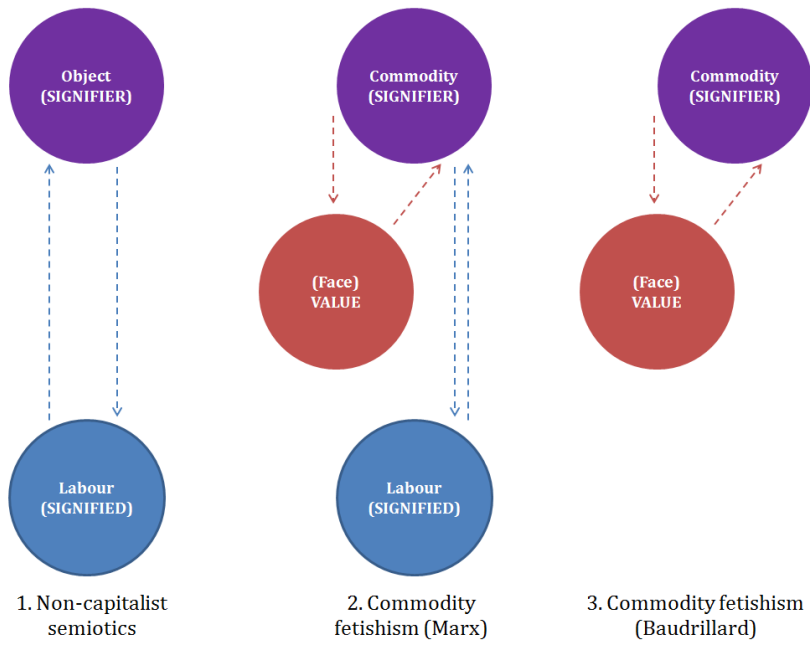 Object
(SIGNIFIER)
Labour
(SIGNIFIED)
1. Non-capitalist
semiotics
Commodity
(SIGNIFIER)
(Face)
VALUE
Labour
(SIGNIFIED)
2. Commodity
fetishism (Marx)
Commodity
(SIGNIFIER)
(Face)
VALUE
3. Commodity fetishism
(Baudrillard)